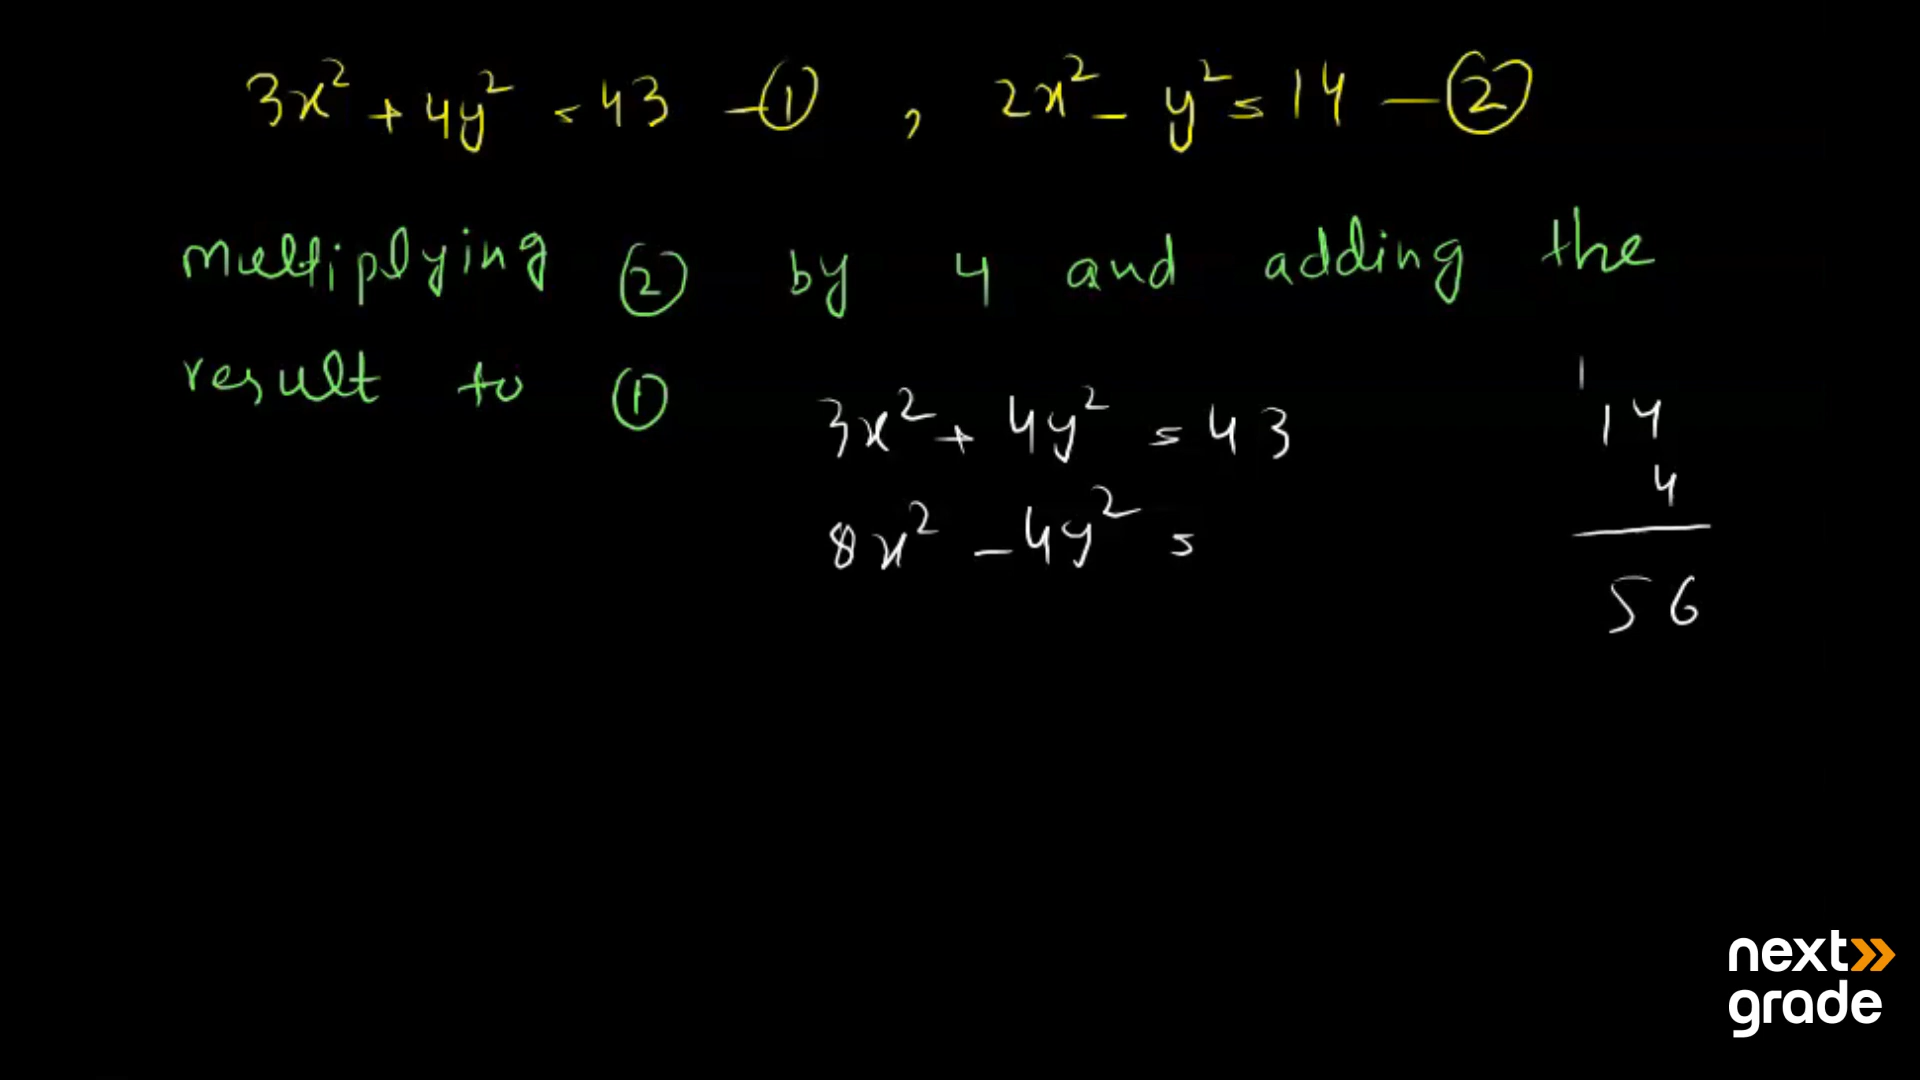 3x² + 4y² = 43 — ① , 2x² - y² = 14 — ②
multiplying ② by 4 and adding the
result to ①
3x² + 4y² = 43
8x² - 4y² =
1
14
4
56
next
grade